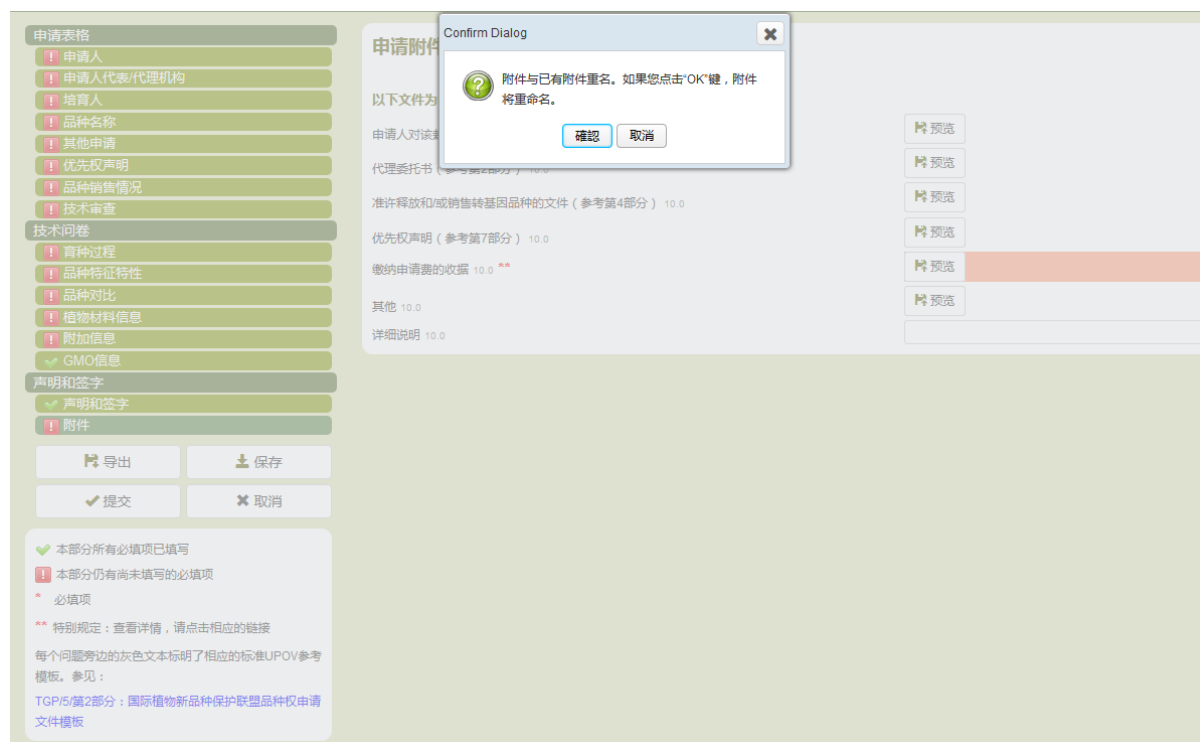 申请表格
申请人
申请人代表/代理机构
培育人
品种名称
其他申请
优先权声明
品种销售情况
技术审查
技术问卷
育种过程
品种特征特性
品种对比
植物材料信息
附加信息
GMO信息
声明和签字
声明和签字
附件
导出
保存
提交
取消
本部分所有必填项已填写
本部分仍有尚未填写的必填项
* 必填项
** 特别规定：查看详情，请点击相应的链接
每个问题旁边的灰色文本标明了相应的标准UPOV参考
模板。参见：
TGP/5/第2部分：国际植物新品种保护联盟品种权申请
文件模板
Confirm Dialog
附件与已有附件重名。如果您点击“OK”键，附件
将重命名。
確認
取消
申请附件
以下文件为
申请人对该
预览
代理委托书（参考第2部分） 10.0
预览
准许释放和/或销售转基因品种的文件（参考第4部分） 10.0
预览
优先权声明（参考第7部分） 10.0
预览
缴纳申请费的收据 10.0 **
预览
其他 10.0
预览
详细说明 10.0